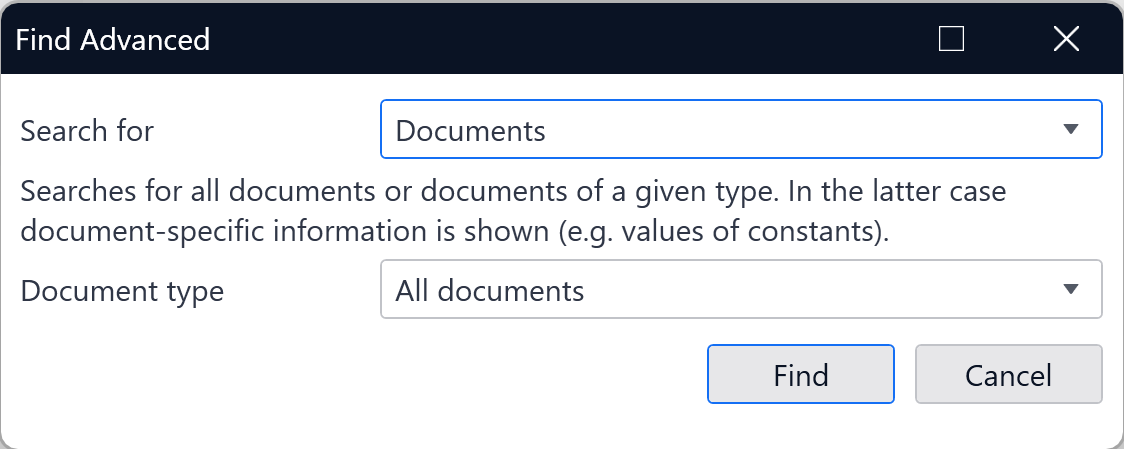 Find Advanced
Search for
Documents
Searches for all documents or documents of a given type. In the latter case
document-specific information is shown (e.g. values of constants).
Document type
All documents
Find
Cancel